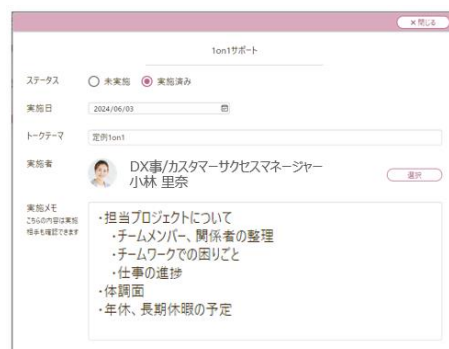 ×閉じる
1on1サポート
ステータス 未実施 実施済み
実施日 2024/06/03
トークテーマ 定例1on1
実施者 DX事/カスタマーサクセスマネージャー
小林 里奈
選択
実施メモ
こちらの内容は実施
相手も確認できます
・担当プロジェクトについて
・チームメンバー、関係者の整理
・チームワークでの困りごと
・仕事の進捗
・体調面
・年休、長期休暇の予定